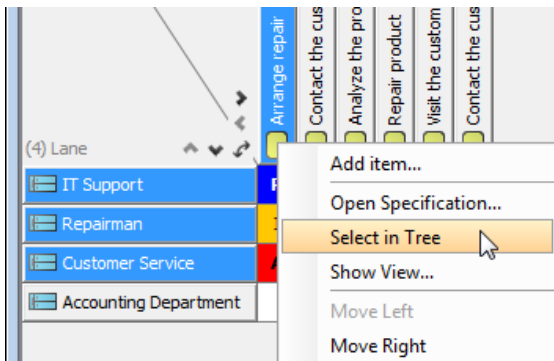 Arrange repair
Contact the cus
Analyze the pro
Repair product
Visit the custom
Contact the cus
(4) Lane
IT Support
Repairman
Customer Service
Accounting Department
Add item...
Open Specification...
Select in Tree
Show View...
Move Left
Move Right